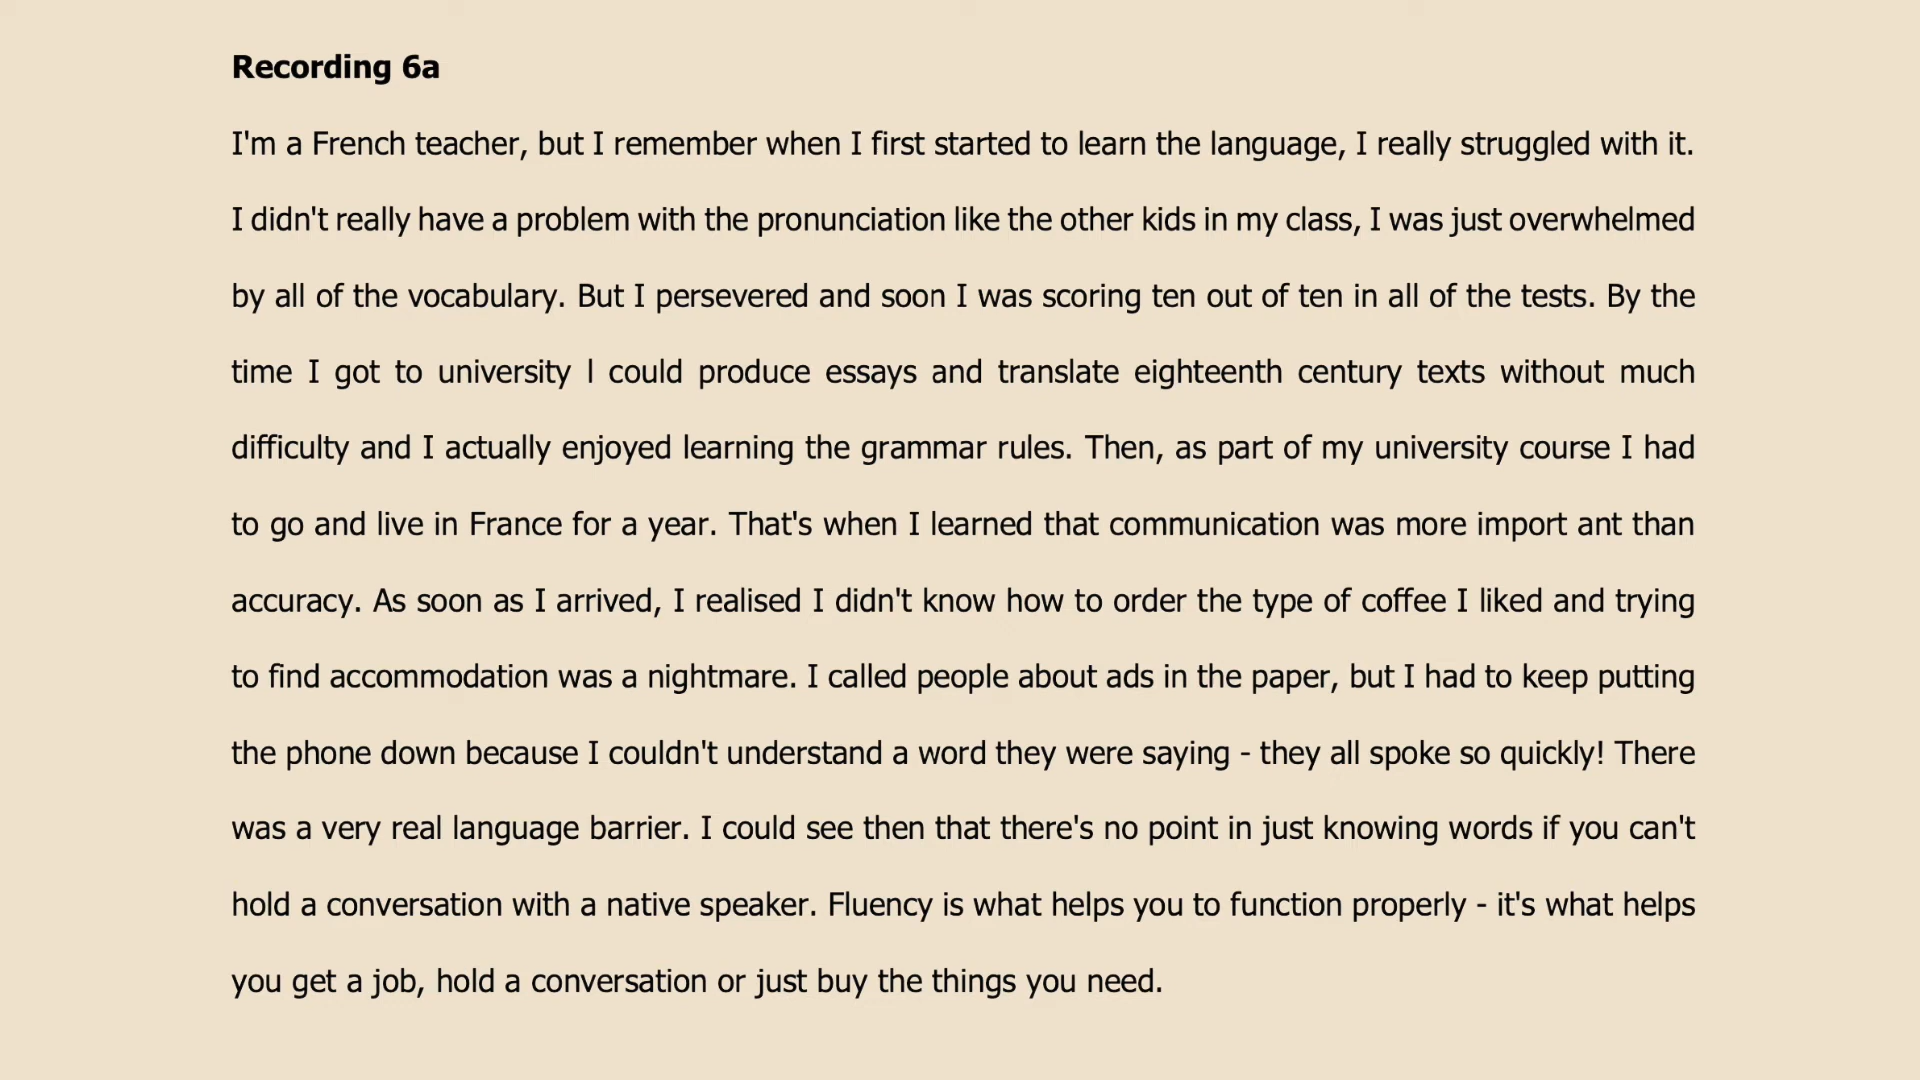 Recording 6a
I'm a French teacher, but I remember when I first started to learn the language, I really struggled with it.
I didn't really have a problem with the pronunciation like the other kids in my class, I was just overwhelmed
by all of the vocabulary. But I persevered and soon I was scoring ten out of ten in all of the tests. By the
time I got to university l could produce essays and translate eighteenth century texts without much
difficulty and I actually enjoyed learning the grammar rules. Then, as part of my university course I had
to go and live in France for a year. That's when I learned that communication was more import ant than
accuracy. As soon as I arrived, I realised I didn't know how to order the type of coffee I liked and trying
to find accommodation was a nightmare. I called people about ads in the paper, but I had to keep putting
the phone down because I couldn't understand a word they were saying - they all spoke so quickly! There
was a very real language barrier. I could see then that there's no point in just knowing words if you can't
hold a conversation with a native speaker. Fluency is what helps you to function properly - it's what helps
you get a job, hold a conversation or just buy the things you need.